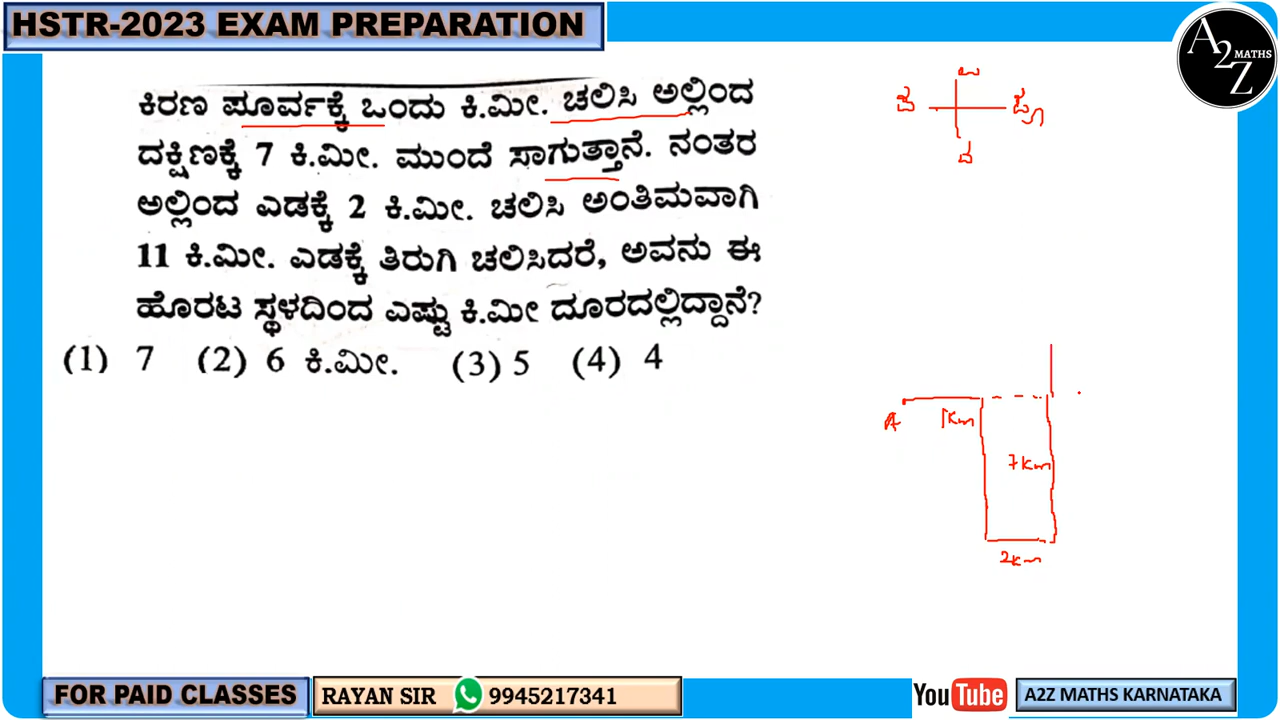 HSTR-2023 EXAM PREPARATION
A2Z MATHS
ಕಿರಣ ಪೂರ್ವಕ್ಕೆ ಒಂದು ಕಿ.ಮೀ. ಚಲಿಸಿ ಅಲ್ಲಿಂದ
ದಕ್ಷಿಣಕ್ಕೆ 7 ಕಿ.ಮೀ. ಮುಂದೆ ಸಾಗುತ್ತಾನೆ. ನಂತರ
ಅಲ್ಲಿಂದ ಎಡಕ್ಕೆ 2 ಕಿ.ಮೀ. ಚಲಿಸಿ ಅಂತಿಮವಾಗಿ
11 ಕಿ.ಮೀ. ಎಡಕ್ಕೆ ತಿರುಗಿ ಚಲಿಸಿದರೆ, ಅವನು ಈ
ಹೊರಟ ಸ್ಥಳದಿಂದ ಎಷ್ಟು ಕಿ.ಮೀ ದೂರದಲ್ಲಿದ್ದಾನೆ?
(1) 7 (2) 6 ಕಿ.ಮೀ. (3) 5 (4) 4
A 1km
7km
2km
FOR PAID CLASSES RAYAN SIR 9945217341 YouTube A2Z MATHS KARNATAKA